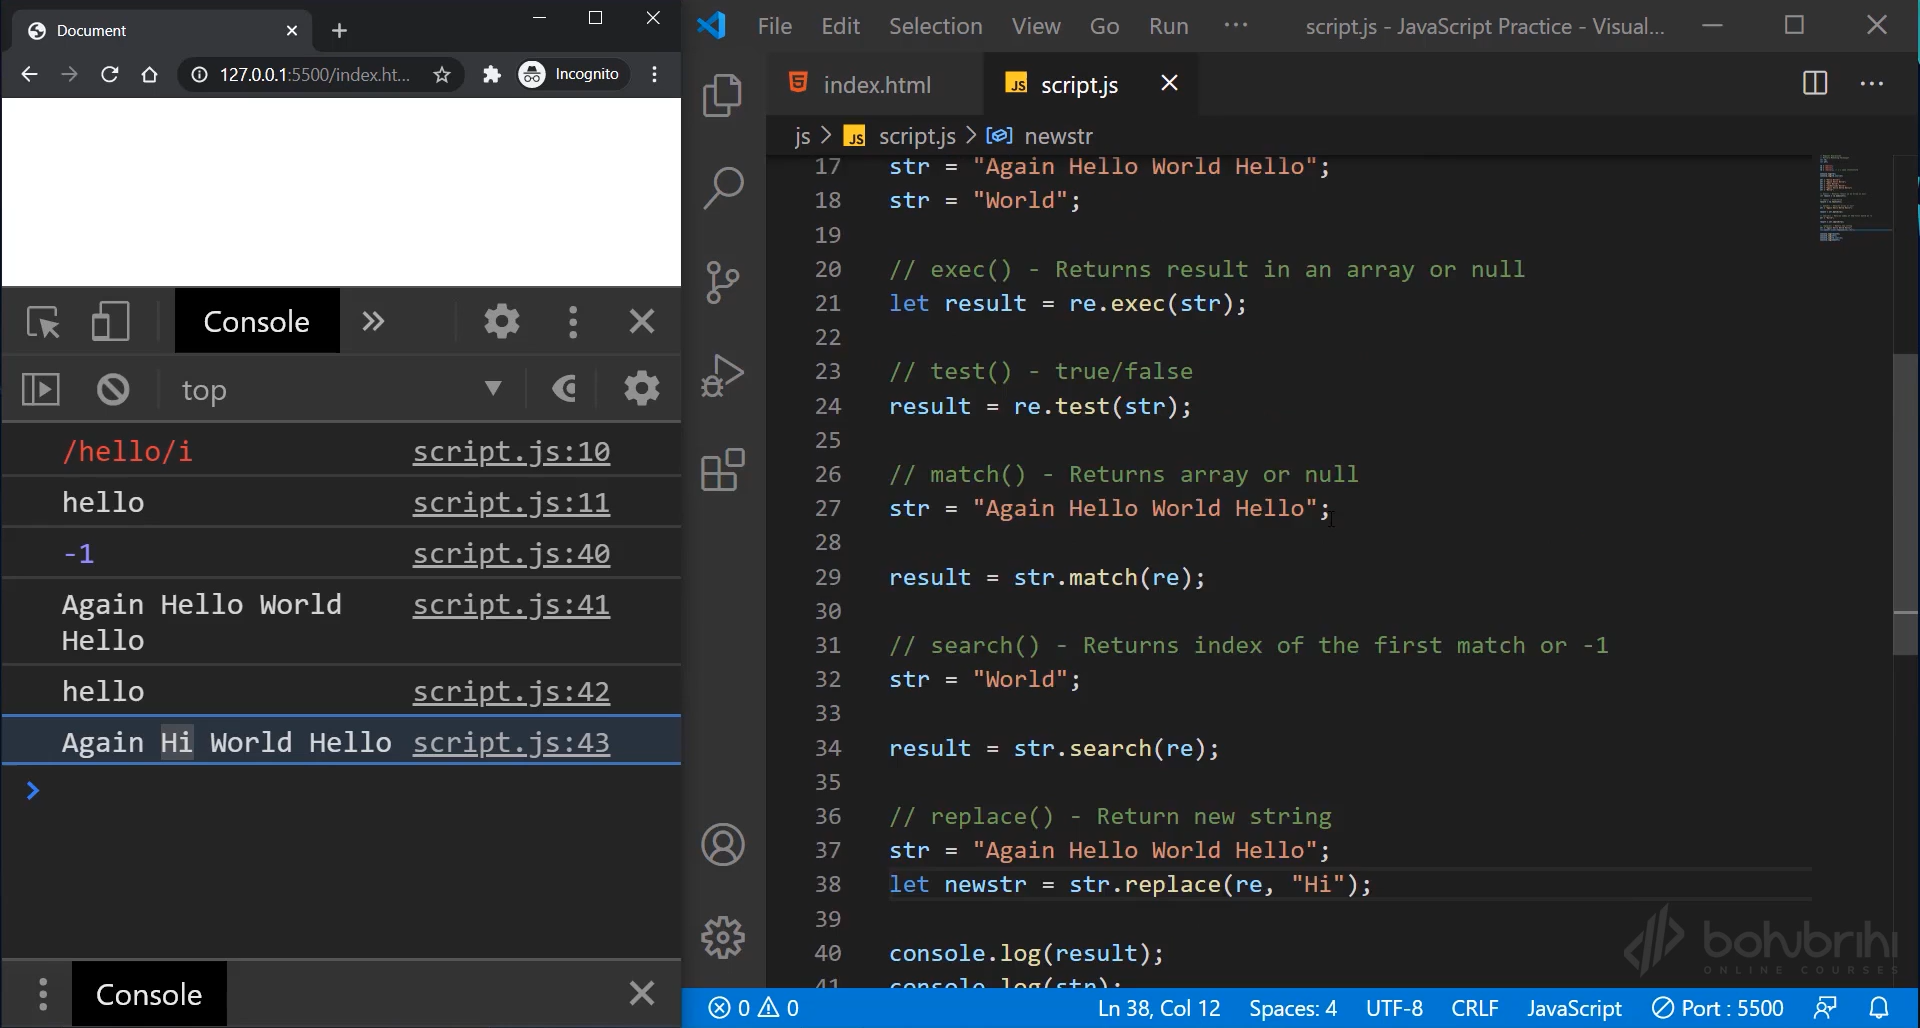 Document
127.0.0.1:5500/index.ht...
Incognito
Console
top
/hello/i script.js:10
hello script.js:11
-1 script.js:40
Again Hello World script.js:41
Hello
hello script.js:42
Again Hi World Hello script.js:43
Console
File Edit Selection View Go Run ... script.js - JavaScript Practice - Visual...
index.html
JS script.js
js > JS script.js > newstr
17 str = "Again Hello World Hello";
18 str = "World";
19
20 // exec() - Returns result in an array or null
21 let result = re.exec(str);
22
23 // test() - true/false
24 result = re.test(str);
25
26 // match() - Returns array or null
27 str = "Again Hello World Hello";
28
29 result = str.match(re);
30
31 // search() - Returns index of the first match or -1
32 str = "World";
33
34 result = str.search(re);
35
36 // replace() - Return new string
37 str = "Again Hello World Hello";
38 let newstr = str.replace(re, "Hi");
39
40 console.log(result);
41 console.log(str);
bohubrihi
ONLINE COURSES
0 0 Ln 38, Col 12 Spaces: 4 UTF-8 CRLF JavaScript Port : 5500